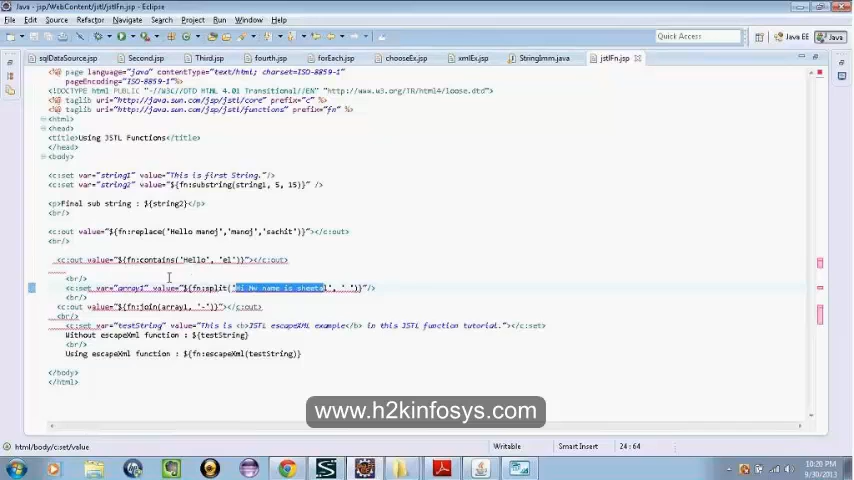 Java - jsp/WebContent/jstl/jstlFn.jsp - Eclipse
File Edit Source Refactor Navigate Search Project Run Window Help
Quick Access Java EE Java
sqlDataSource.jsp Second.jsp Third.jsp fourth.jsp forEach.jsp chooseEx.jsp xmlEx.jsp StringImm.java jstlFn.jsp
<%@ page language="java" contentType="text/html; charset=ISO-8859-1"
pageEncoding="ISO-8859-1"%>
<!DOCTYPE html PUBLIC "-//W3C//DTD HTML 4.01 Transitional//EN" "http://www.w3.org/TR/html4/loose.dtd">
<%@ taglib uri="http://java.sun.com/jsp/jstl/core" prefix="c" %>
<%@ taglib uri="http://java.sun.com/jsp/jstl/functions" prefix="fn" %>
<html>
<head>
<title>Using JSTL Functions</title>
</head>
<body>
<c:set var="string1" value="This is first String."/>
<c:set var="string2" value="${fn:substring(string1, 5, 15)}" />
<p>Final sub string : ${string2}</p>
<br/>
<c:out value="${fn:replace('Hello manoj','manoj','sachit')}"></c:out>
<c:out value="${fn:contains('Hello', 'el')}"></c:out>
<br/>
<c:set var="array1" value="${fn:split('Hi My name is sheetal', ' ')}"/>
<br/>
<c:out value="${fn:join(array1, '-')}"></c:out>
<br/>
<c:set var="testString" value="This is <b>JSTL escapeXML example</b> in this JSTL function tutorial."></c:set>
Without escapeXml function : ${testString}
<br/>
Using escapeXml function : ${fn:escapeXml(testString)}
</body>
</html>
www.h2kinfosys.com
html/body/c:set/value Writable Smart Insert 24 : 64
10:20 PM
9/30/2013